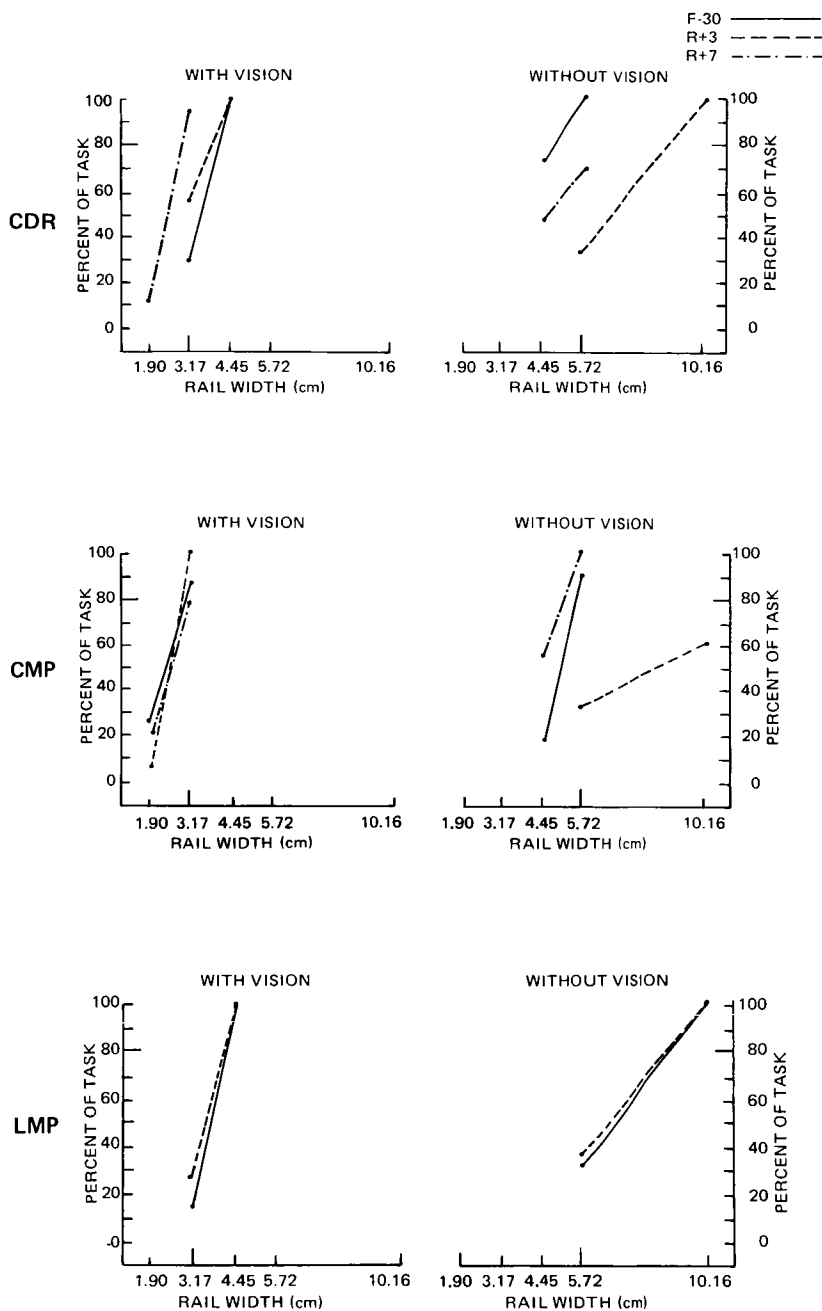 F-30
R+3
R+7
CDR
WITH VISION
PERCENT OF TASK
100
80
60
40
20
0
1.90 3.17 4.45 5.72 10.16
RAIL WIDTH (cm)
WITHOUT VISION
100
80
60
40
20
0
PERCENT OF TASK
1.90 3.17 4.45 5.72 10.16
RAIL WIDTH (cm)
CMP
WITH VISION
PERCENT OF TASK
100
80
60
40
20
0
1.90 3.17 4.45 5.72 10.16
RAIL WIDTH (cm)
WITHOUT VISION
100
80
60
40
20
0
PERCENT OF TASK
1.90 3.17 4.45 5.72 10.16
RAIL WIDTH (cm)
LMP
WITH VISION
PERCENT OF TASK
100
80
60
40
20
-0
1.90 3.17 4.45 5.72 10.16
RAIL WIDTH (cm)
WITHOUT VISION
100
80
60
40
20
0
PERCENT OF TASK
1.90 3.17 4.45 5.72 10.16
RAIL WIDTH (cm)